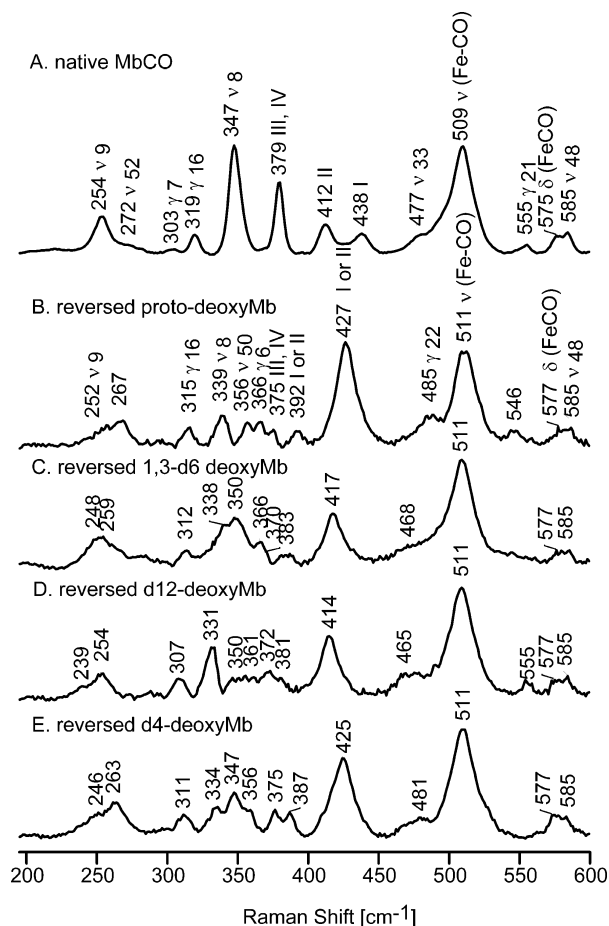 A. native MbCO
254 ν 9
272 ν 52
303 γ 7
319 γ 16
347 ν 8
379 III, IV
412 II
438 I
477 ν 33
509 ν (Fe-CO)
555 γ 21
575 δ (FeCO)
585 ν 48
B. reversed proto-deoxyMb
252 ν 9
267
315 γ 16
339 ν 8
356 ν 50
366 γ 6
375 III, IV
392 I or II
427 I or II
485 γ 22
511 ν (Fe-CO)
546
577 δ (FeCO)
585 ν 48
C. reversed 1,3-d6 deoxyMb
248
259
312
338
350
366
370
383
417
468
511
577
585
D. reversed d12-deoxyMb
239
254
307
331
350
361
372
381
414
465
511
555
577
585
E. reversed d4-deoxyMb
246
263
311
334
347
356
375
387
425
481
511
577
585
200 250 300 350 400 450 500 550 600
Raman Shift [cm-1]